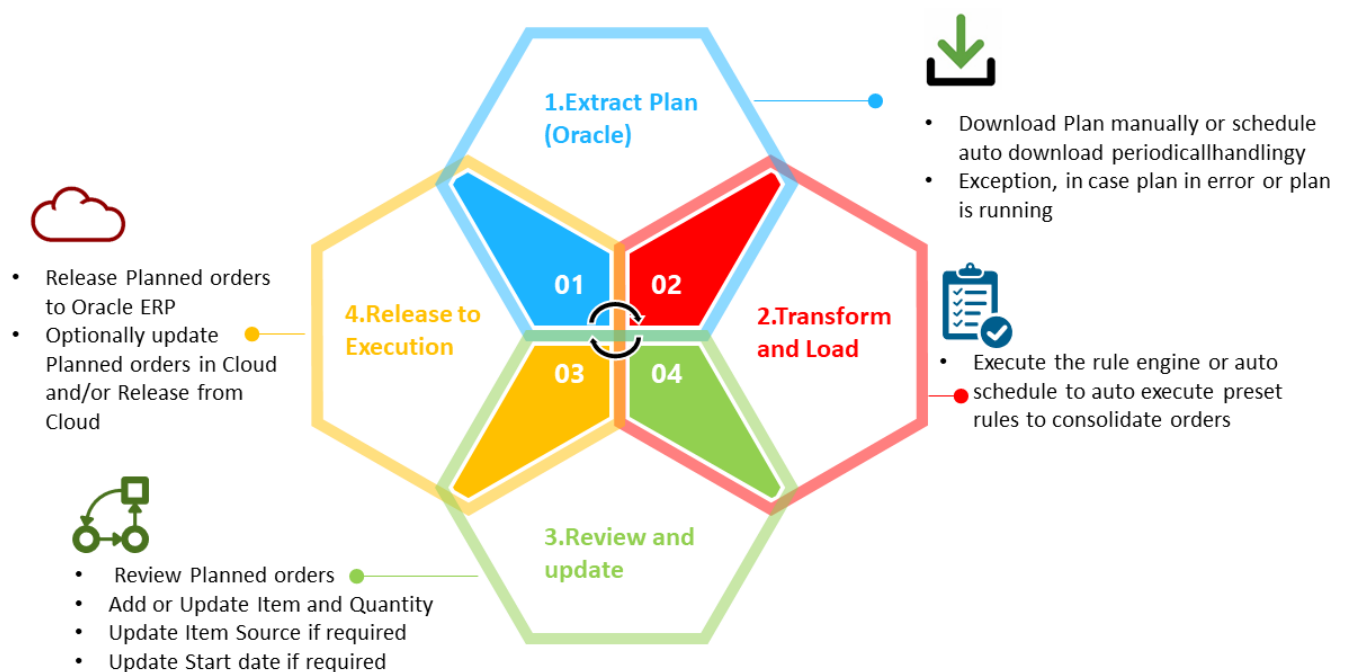 1.Extract Plan
(Oracle)
• Download Plan manually or schedule
auto download periodicallhandlingy
• Exception, in case plan in error or plan
is running
01
02
03
04
2.Transform
and Load
• Execute the rule engine or auto
schedule to auto execute preset
rules to consolidate orders
3.Review and
update
• Review Planned orders
• Add or Update Item and Quantity
• Update Item Source if required
• Update Start date if required
4.Release to
Execution
• Release Planned orders
to Oracle ERP
• Optionally update
Planned orders in Cloud
and/or Release from
Cloud